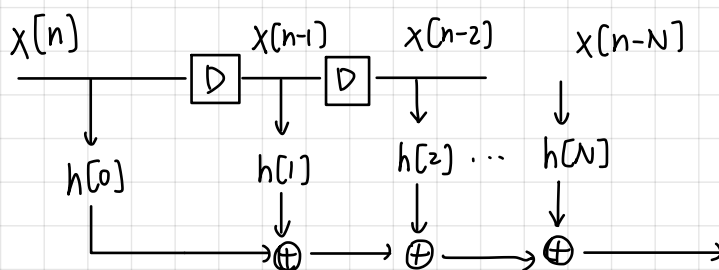 x[n] x[n-1] x[n-2] x[n-N]
D D
h[0] h[1] h[2] ... h[N]